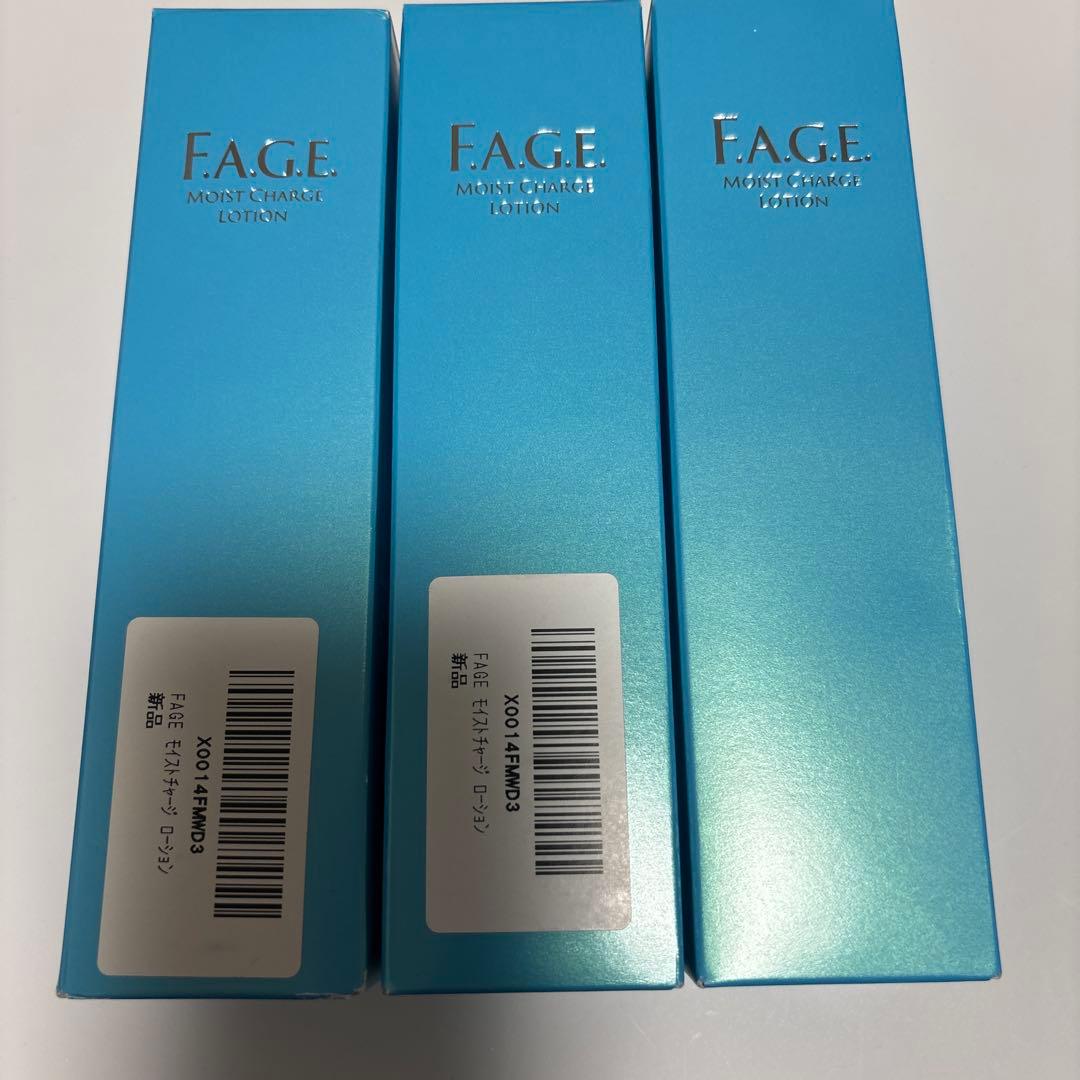 F.A.G.E.
MOIST CHARGE
LOTION
F.A.G.E.
MOIST CHARGE
LOTION
F.A.G.E.
MOIST CHARGE
LOTION
X0014FMWD3
FAGE モイストチャージ ローション
新品
X0014FMWD3
FAGE モイストチャージ ローション
新品